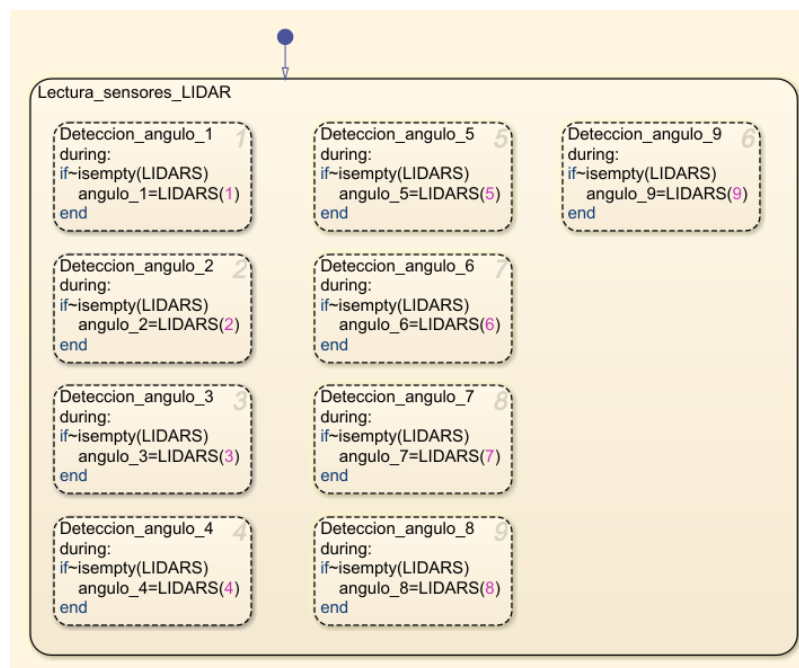 Lectura_sensores_LIDAR
Deteccion_angulo_1 1
during:
if~isempty(LIDARS)
angulo_1=LIDARS(1)
end
Deteccion_angulo_2 2
during:
if~isempty(LIDARS)
angulo_2=LIDARS(2)
end
Deteccion_angulo_3 3
during:
if~isempty(LIDARS)
angulo_3=LIDARS(3)
end
Deteccion_angulo_4 4
during:
if~isempty(LIDARS)
angulo_4=LIDARS(4)
end
Deteccion_angulo_5 5
during:
if~isempty(LIDARS)
angulo_5=LIDARS(5)
end
Deteccion_angulo_6 7
during:
if~isempty(LIDARS)
angulo_6=LIDARS(6)
end
Deteccion_angulo_7 8
during:
if~isempty(LIDARS)
angulo_7=LIDARS(7)
end
Deteccion_angulo_8 9
during:
if~isempty(LIDARS)
angulo_8=LIDARS(8)
end
Deteccion_angulo_9 6
during:
if~isempty(LIDARS)
angulo_9=LIDARS(9)
end